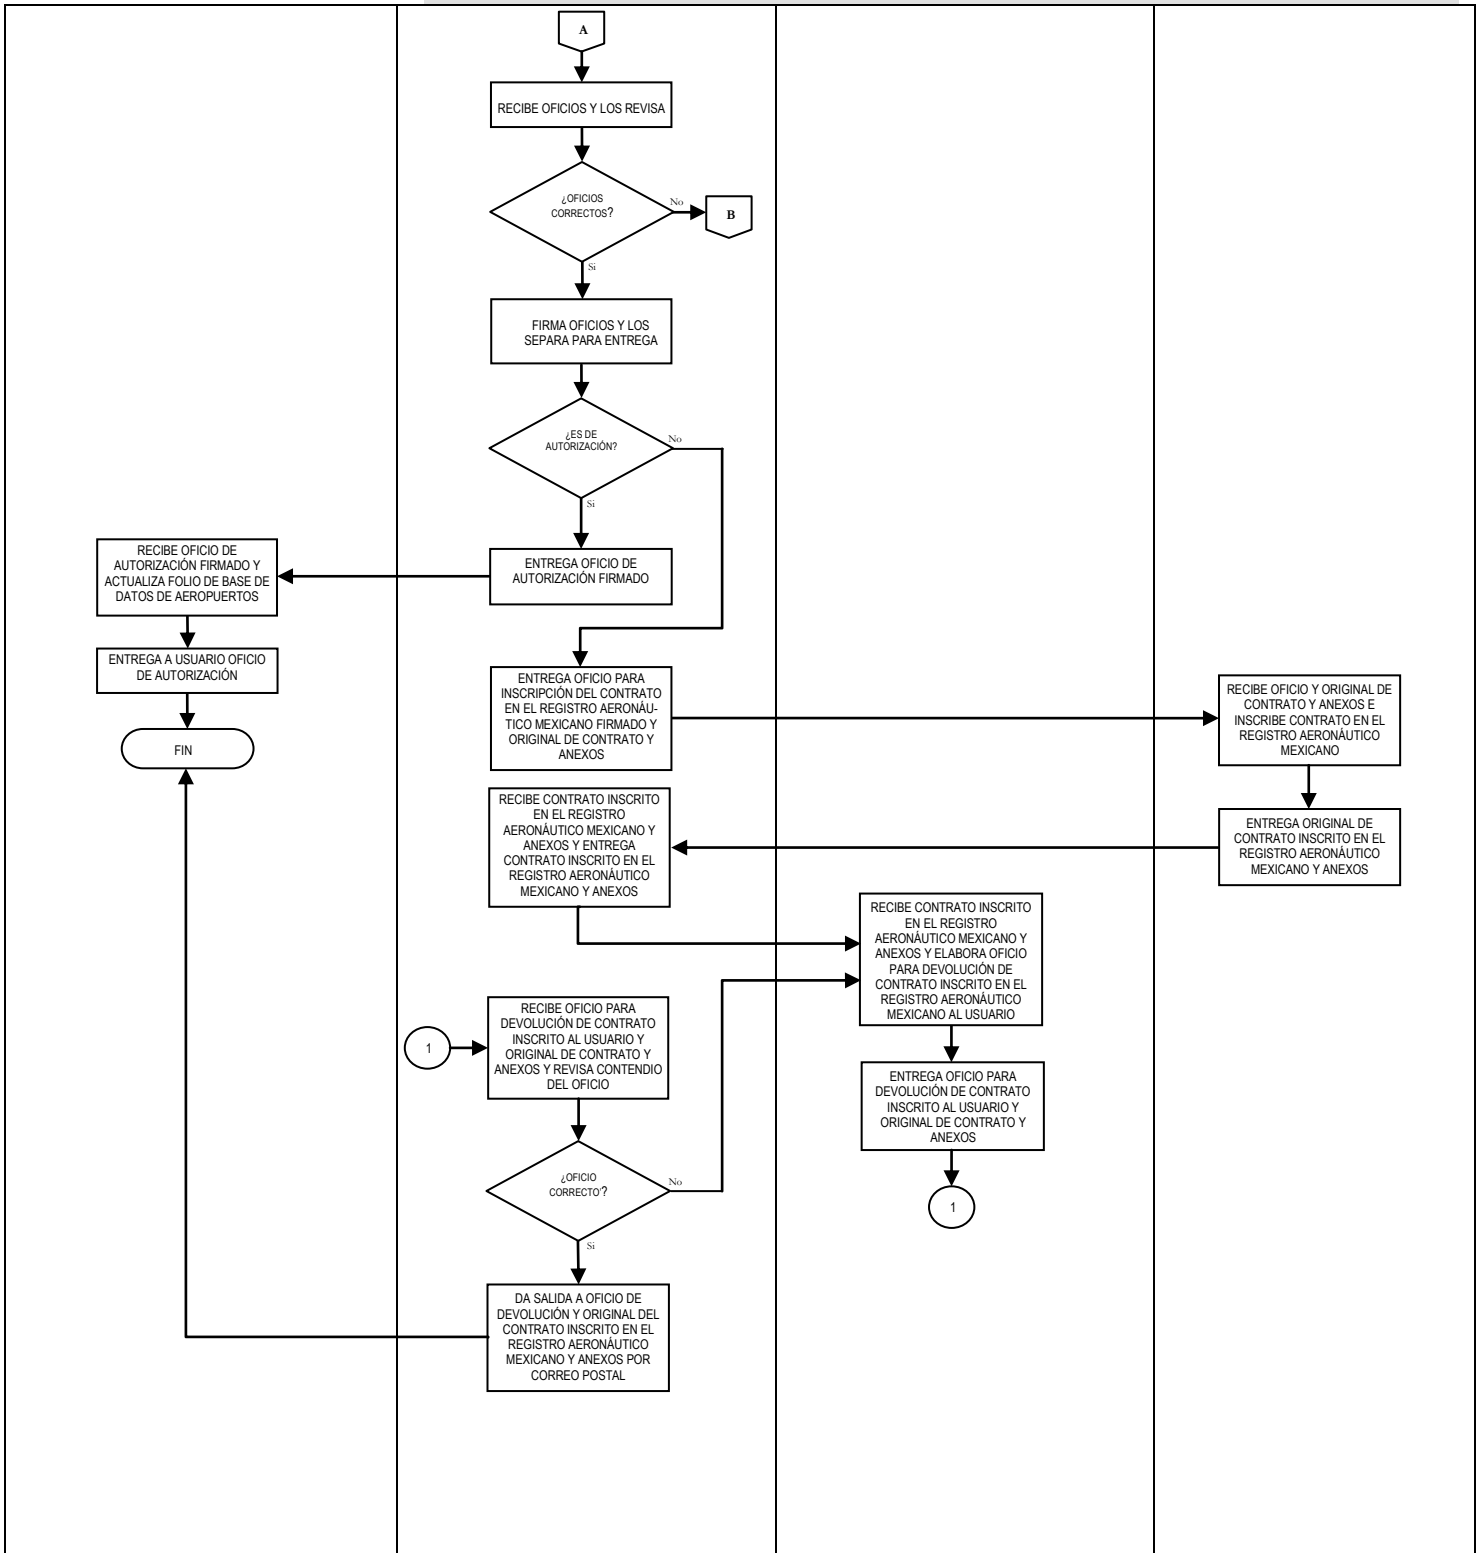 A
RECIBE OFICIOS Y LOS REVISA
¿OFICIOS
CORRECTOS?
No
B
Si
FIRMA OFICIOS Y LOS
SEPARA PARA ENTREGA
¿ES DE
AUTORIZACIÓN?
No
Si
ENTREGA OFICIO DE
AUTORIZACIÓN FIRMADO
RECIBE OFICIO DE
AUTORIZACIÓN FIRMADO Y
ACTUALIZA FOLIO DE BASE DE
DATOS DE AEROPUERTOS
ENTREGA A USUARIO OFICIO
DE AUTORIZACIÓN
FIN
ENTREGA OFICIO PARA
INSCRIPCIÓN DEL CONTRATO
EN EL REGISTRO AERONÁU-
TICO MEXICANO FIRMADO Y
ORIGINAL DE CONTRATO Y
ANEXOS
RECIBE OFICIO Y ORIGINAL DE
CONTRATO Y ANEXOS E
INSCRIBE CONTRATO EN EL
REGISTRO AERONÁUTICO
MEXICANO
ENTREGA ORIGINAL DE
CONTRATO INSCRITO EN EL
REGISTRO AERONÁUTICO
MEXICANO Y ANEXOS
RECIBE CONTRATO INSCRITO
EN EL REGISTRO
AERONÁUTICO MEXICANO Y
ANEXOS Y ENTREGA
CONTRATO INSCRITO EN EL
REGISTRO AERONÁUTICO
MEXICANO Y ANEXOS
RECIBE CONTRATO INSCRITO
EN EL REGISTRO
AERONÁUTICO MEXICANO Y
ANEXOS Y ELABORA OFICIO
PARA DEVOLUCIÓN DE
CONTRATO INSCRITO EN EL
REGISTRO AERONÁUTICO
MEXICANO AL USUARIO
ENTREGA OFICIO PARA
DEVOLUCIÓN DE CONTRATO
INSCRITO AL USUARIO Y
ORIGINAL DE CONTRATO Y
ANEXOS
1
1
RECIBE OFICIO PARA
DEVOLUCIÓN DE CONTRATO
INSCRITO AL USUARIO Y
ORIGINAL DE CONTRATO Y
ANEXOS Y REVISA CONTENDIO
DEL OFICIO
¿OFICIO
CORRECTO'?
No
Si
DA SALIDA A OFICIO DE
DEVOLUCIÓN Y ORIGINAL DEL
CONTRATO INSCRITO EN EL
REGISTRO AERONÁUTICO
MEXICANO Y ANEXOS POR
CORREO POSTAL